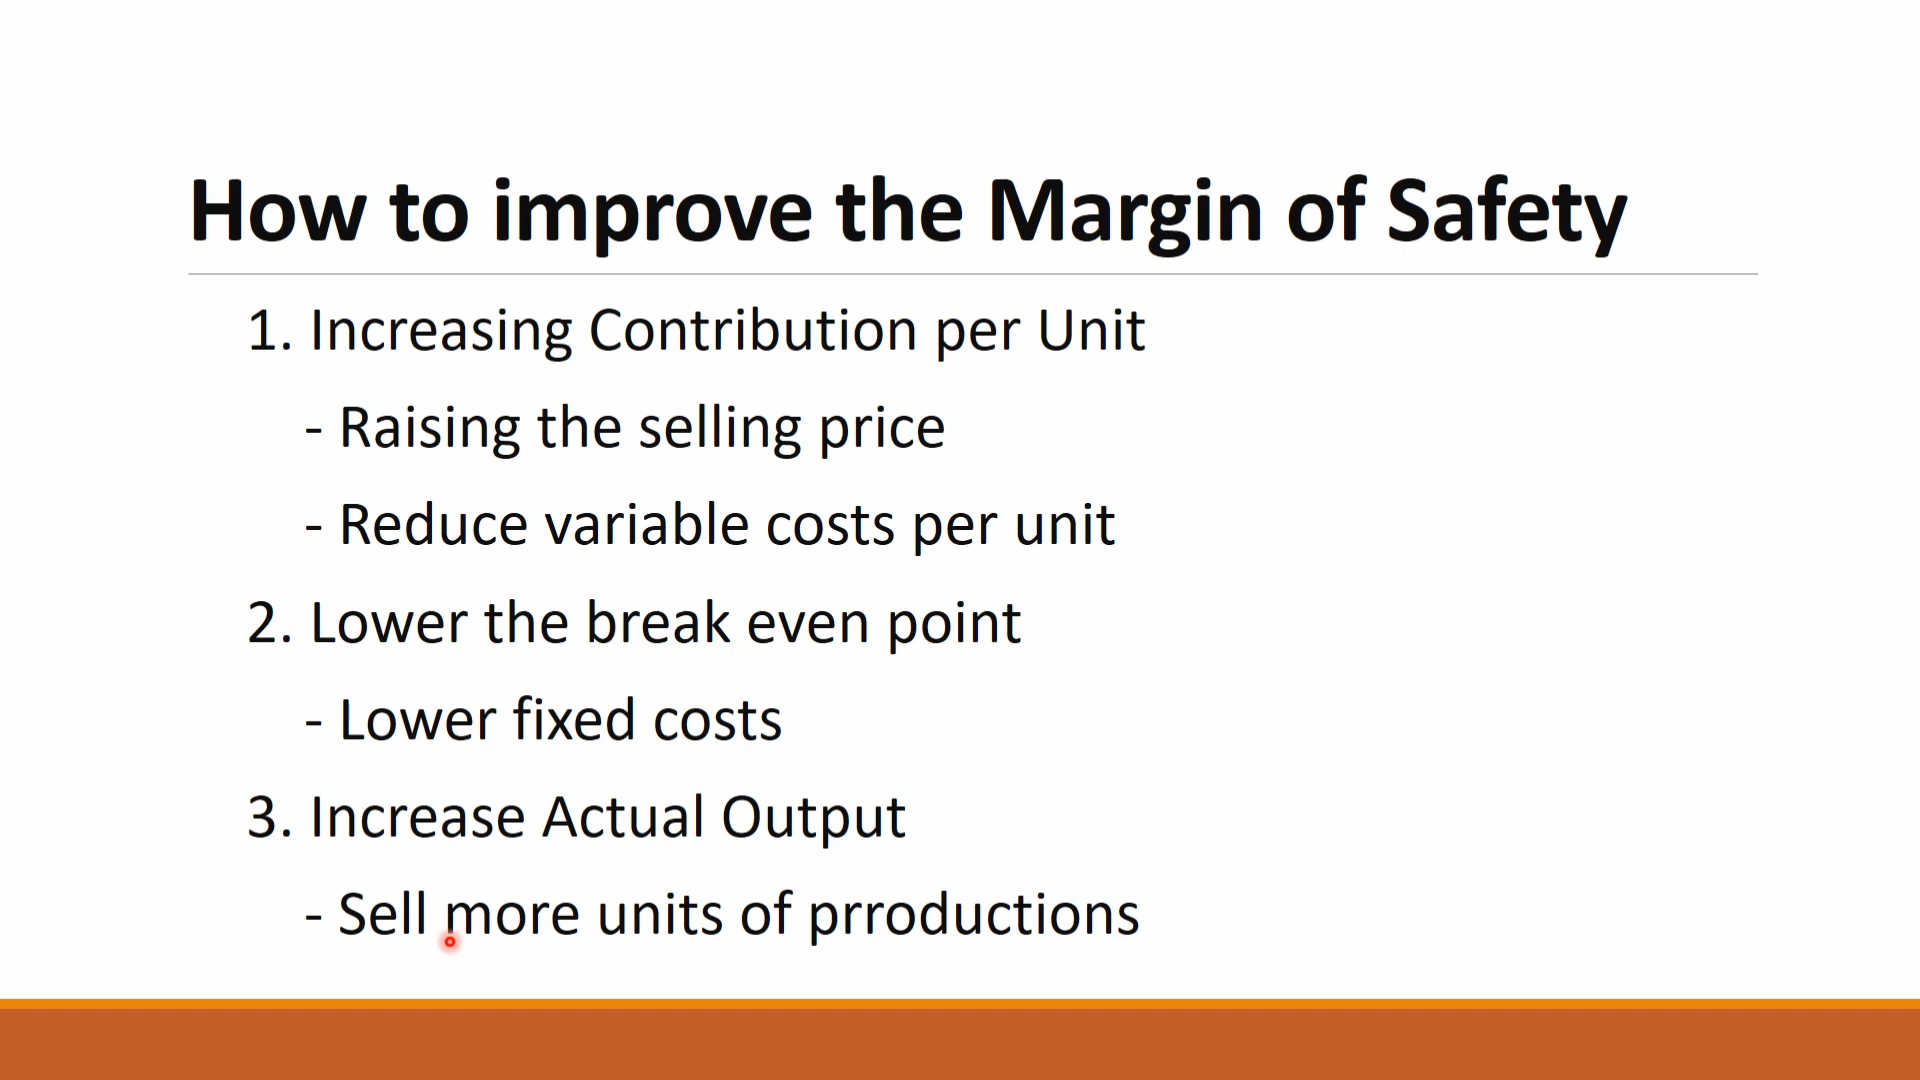 How to improve the Margin of Safety
1. Increasing Contribution per Unit
- Raising the selling price
- Reduce variable costs per unit
2. Lower the break even point
- Lower fixed costs
3. Increase Actual Output
- Sell more units of prroductions